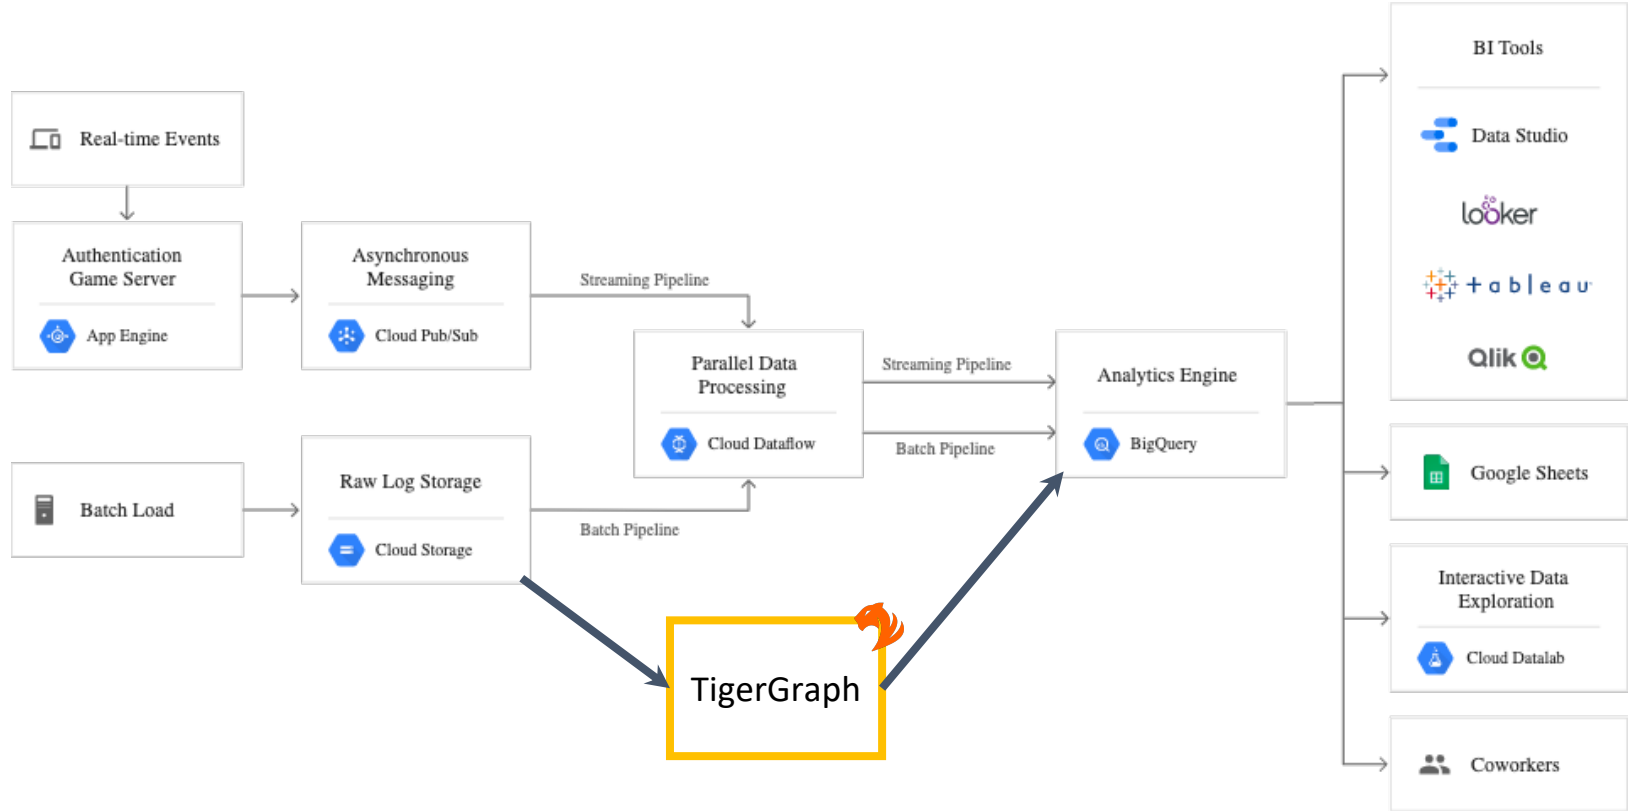 Real-time Events
Authentication
Game Server
App Engine
Asynchronous
Messaging
Cloud Pub/Sub
Streaming Pipeline
Batch Load
Raw Log Storage
Cloud Storage
Batch Pipeline
Parallel Data
Processing
Cloud Dataflow
TigerGraph
Streaming Pipeline
Batch Pipeline
Analytics Engine
BigQuery
BI Tools
Data Studio
looker
+ableau
Qlik
Google Sheets
Interactive Data
Exploration
Cloud Datalab
Coworkers